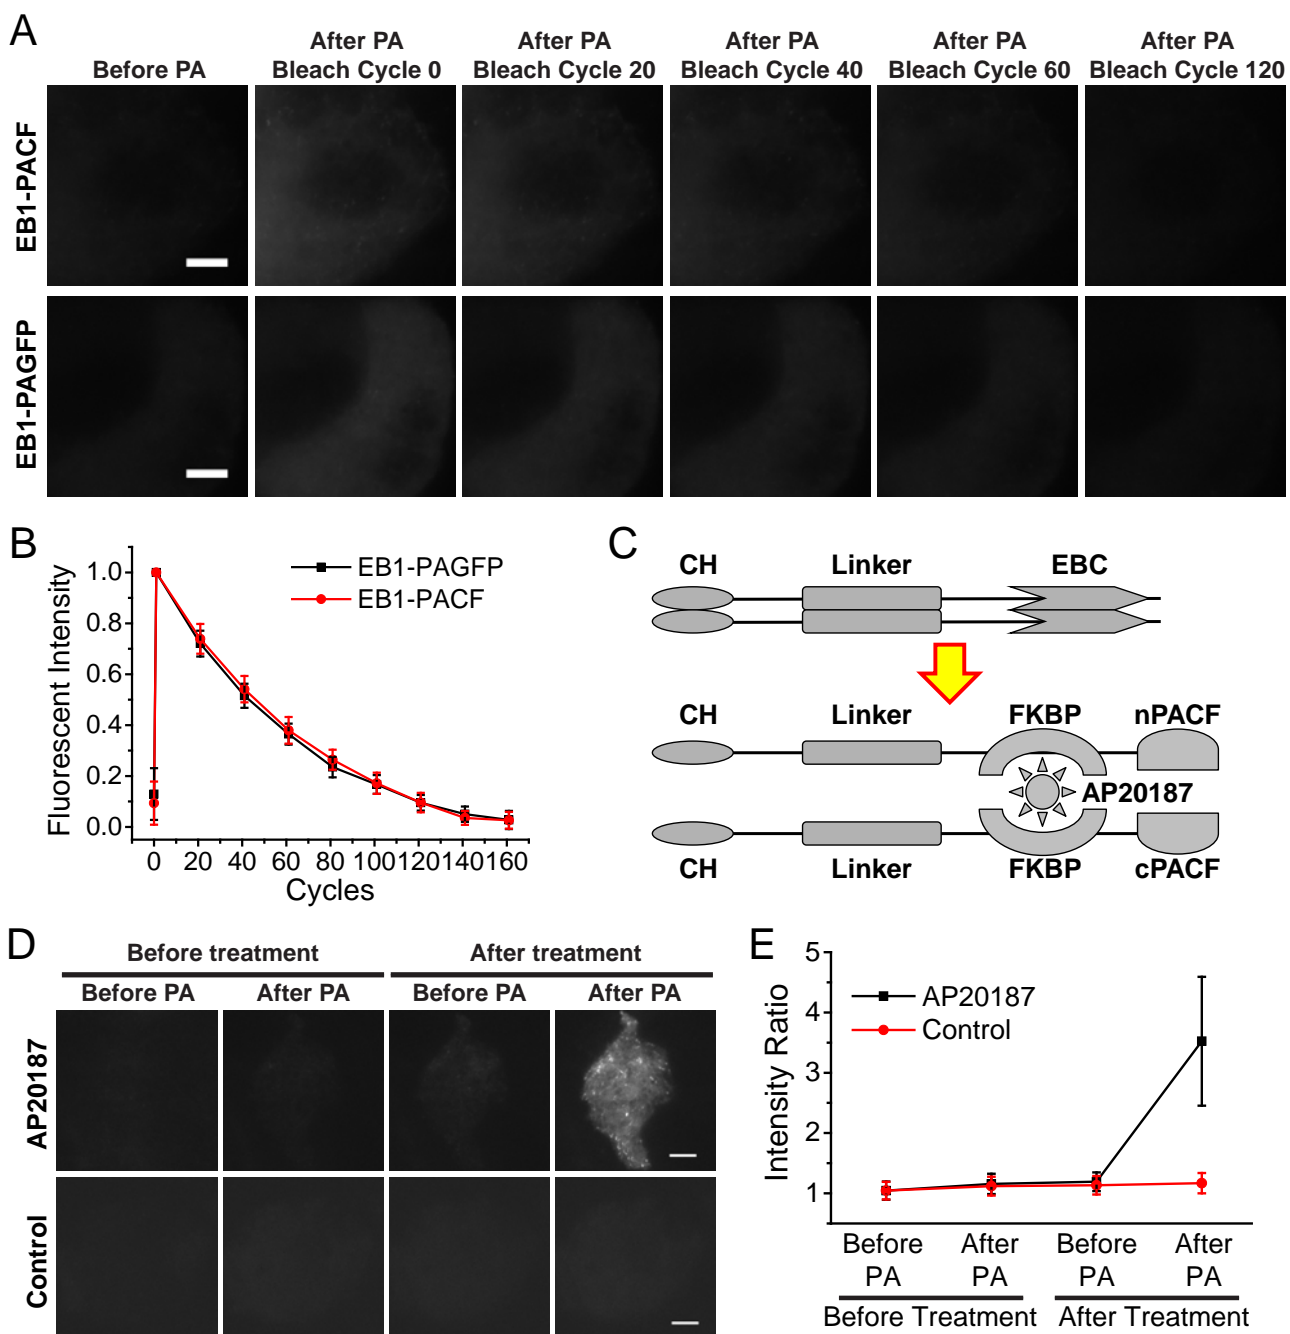 A
Before PA
After PA
Bleach Cycle 0
After PA
Bleach Cycle 20
After PA
Bleach Cycle 40
After PA
Bleach Cycle 60
After PA
Bleach Cycle 120
EB1-PACF
EB1-PAGFP
B
Fluorescent Intensity
1.0
0.8
0.6
0.4
0.2
0.0
EB1-PAGFP
EB1-PACF
0 20 40 60 80 100 120 140 160
Cycles
C
CH Linker EBC
CH Linker FKBP nPACF
AP20187
CH Linker FKBP cPACF
D
Before treatment After treatment
Before PA After PA Before PA After PA
AP20187
Control
E
Intensity Ratio
5
4
3
2
1
AP20187
Control
Before
PA
After
PA
Before
PA
After
PA
Before Treatment After Treatment